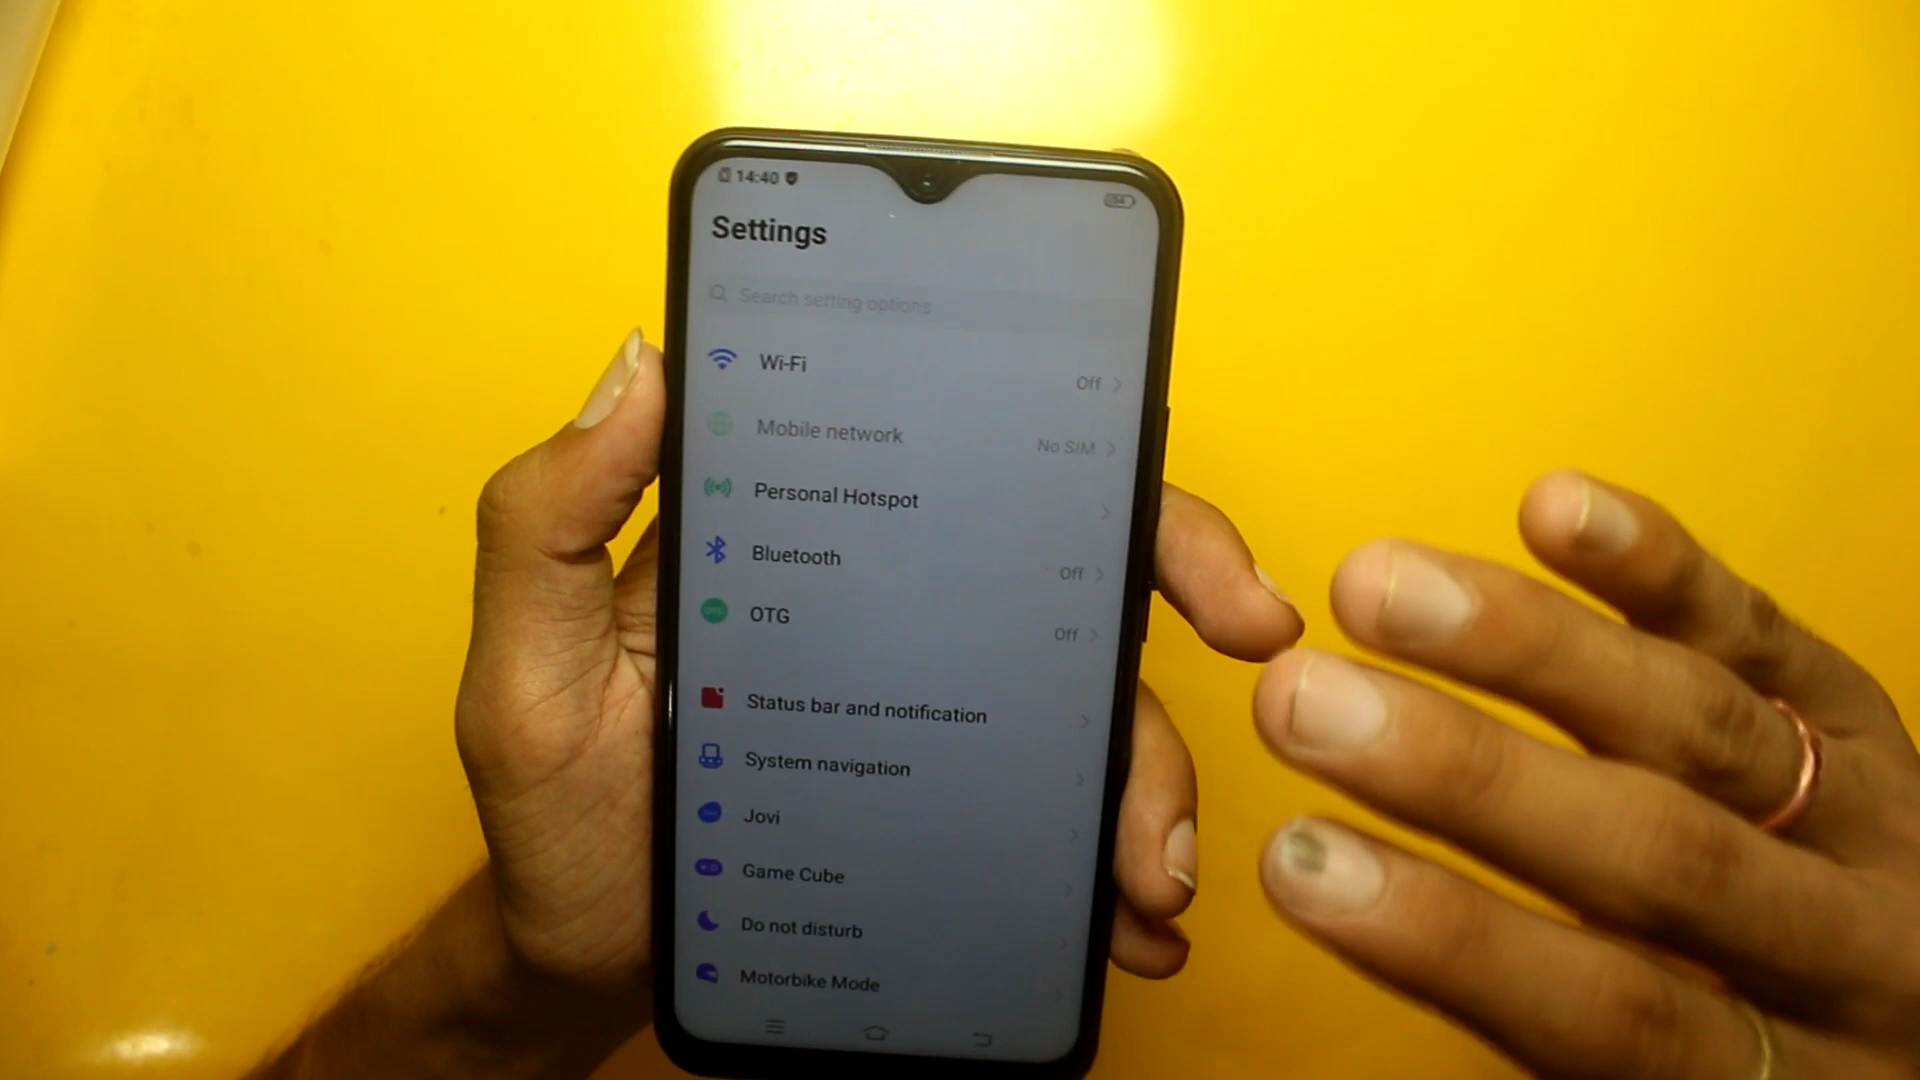 14:40
54
Settings
Search setting options
Wi-Fi Off
Mobile network No SIM
Personal Hotspot
Bluetooth Off
OTG Off
Status bar and notification
System navigation
Jovi
Game Cube
Do not disturb
Motorbike Mode